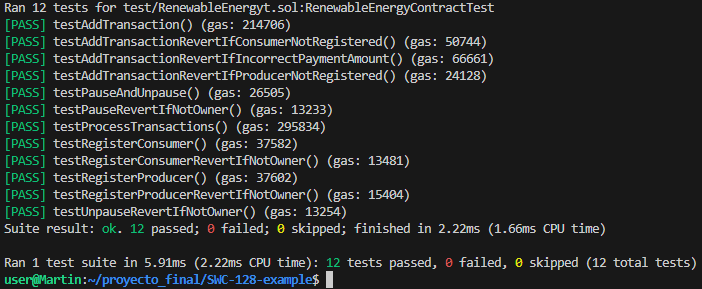 Ran 12 tests for test/RenewableEnergyt.sol:RenewableEnergyContractTest
[PASS] testAddTransaction() (gas: 214706)
[PASS] testAddTransactionRevertIfConsumerNotRegistered() (gas: 50744)
[PASS] testAddTransactionRevertIfIncorrectPaymentAmount() (gas: 66661)
[PASS] testAddTransactionRevertIfProducerNotRegistered() (gas: 24128)
[PASS] testPauseAndUnpause() (gas: 26505)
[PASS] testPauseRevertIfNotOwner() (gas: 13233)
[PASS] testProcessTransactions() (gas: 295834)
[PASS] testRegisterConsumer() (gas: 37582)
[PASS] testRegisterConsumerRevertIfNotOwner() (gas: 13481)
[PASS] testRegisterProducer() (gas: 37602)
[PASS] testRegisterProducerRevertIfNotOwner() (gas: 15404)
[PASS] testUnpauseRevertIfNotOwner() (gas: 13254)
Suite result: ok. 12 passed; 0 failed; 0 skipped; finished in 2.22ms (1.66ms CPU time)
Ran 1 test suite in 5.91ms (2.22ms CPU time): 12 tests passed, 0 failed, 0 skipped (12 total tests)
user@Martin:~/proyecto_final/SWC-128-example$